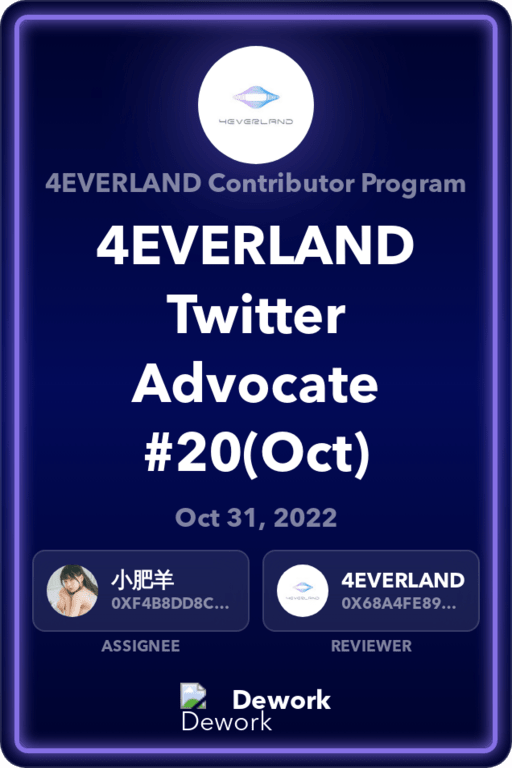 4EVERLAND
4EVERLAND Contributor Program
4EVERLAND
Twitter
Advocate
#20(Oct)
Oct 31, 2022
小肥羊
0XF4B8DD8C...
ASSIGNEE
4EVERLAND
0X68A4FE89...
REVIEWER
Dework
Dework